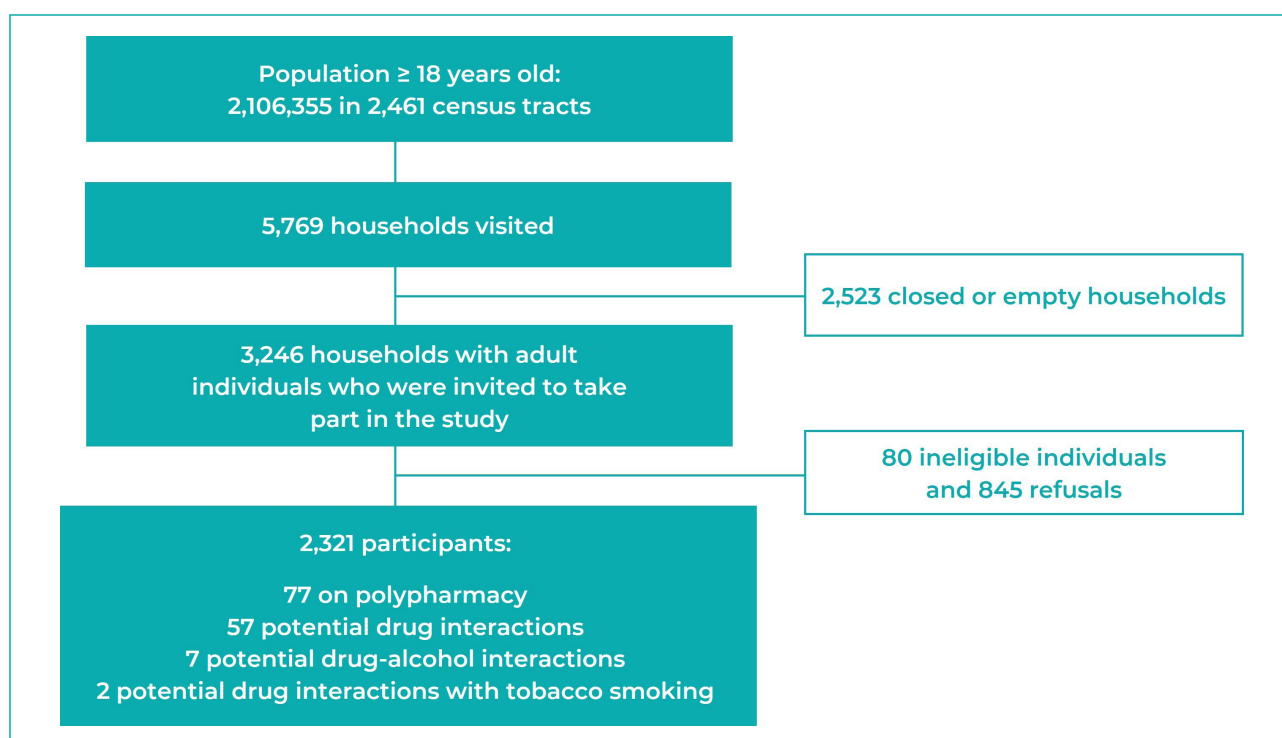 Population ≥ 18 years old:
2,106,355 in 2,461 census tracts
5,769 households visited
2,523 closed or empty households
3,246 households with adult
individuals who were invited to take
part in the study
80 ineligible individuals
and 845 refusals
2,321 participants:
77 on polypharmacy
57 potential drug interactions
7 potential drug-alcohol interactions
2 potential drug interactions with tobacco smoking